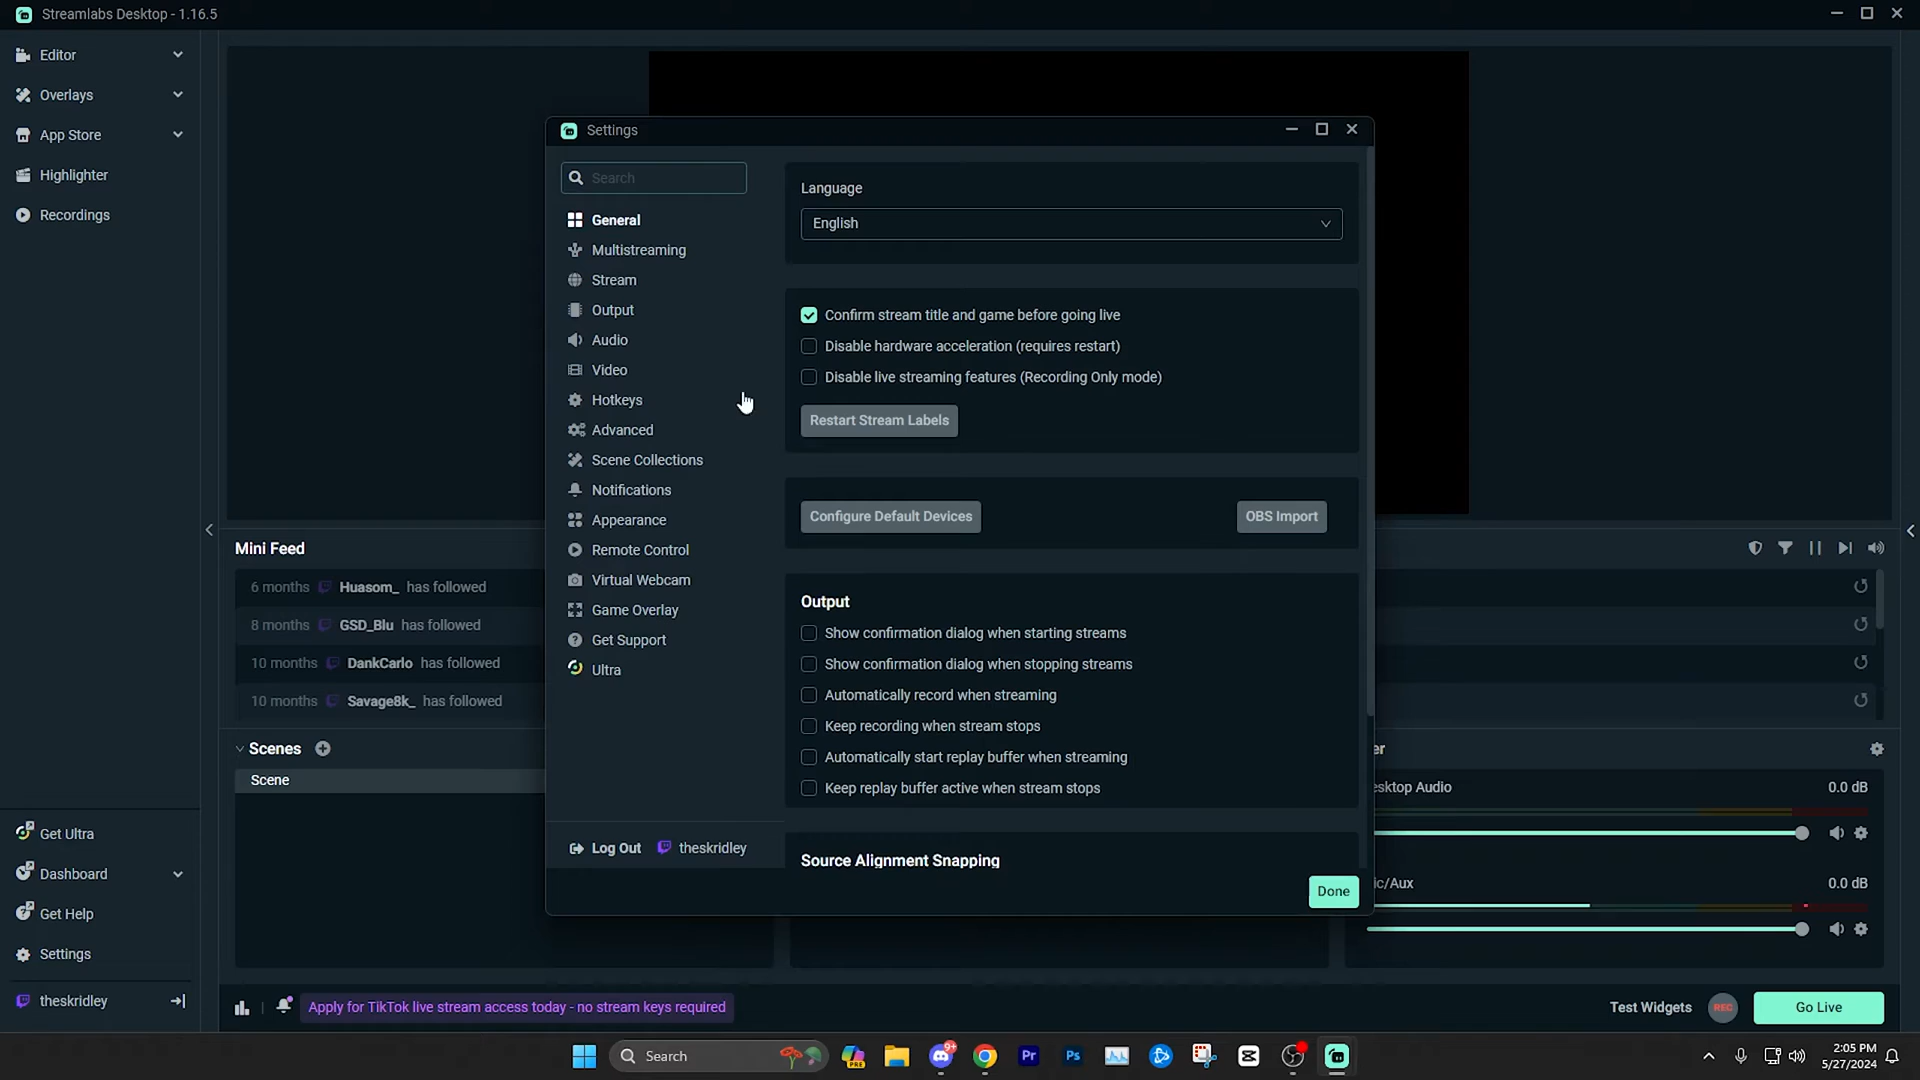 Streamlabs Desktop - 1.16.5
Editor
Overlays
App Store
Highlighter
Recordings
Settings
Search
General
Multistreaming
Stream
Output
Audio
Video
Hotkeys
Advanced
Scene Collections
Notifications
Appearance
Remote Control
Virtual Webcam
Game Overlay
Get Support
Ultra
Log Out theskridley
Language
English
Confirm stream title and game before going live
Disable hardware acceleration (requires restart)
Disable live streaming features (Recording Only mode)
Restart Stream Labels
Configure Default Devices OBS Import
Output
Show confirmation dialog when starting streams
Show confirmation dialog when stopping streams
Automatically record when streaming
Keep recording when stream stops
Automatically start replay buffer when streaming
Keep replay buffer active when stream stops
Source Alignment Snapping
Done
Mini Feed
6 months Huasom_ has followed
8 months GSD_Blu has followed
10 months DankCarlo has followed
10 months Savage8k_ has followed
Scenes
Scene
er
esktop Audio 0.0 dB
ic/Aux 0.0 dB
Get Ultra
Dashboard
Get Help
Settings
theskridley
Apply for TikTok live stream access today - no stream keys required
Test Widgets REC Go Live
Search
PRE
9+
Pr
Ps
2:05 PM
5/27/2024